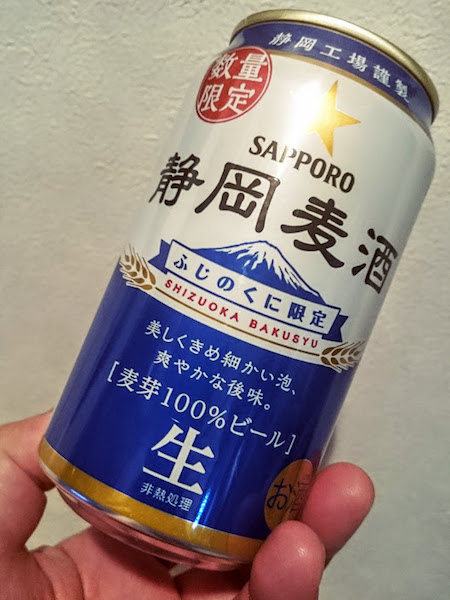 静岡工場謹製
数量
限定
SAPPORO
静岡麦酒
ふじのくに限定
SHIZUOKA BAKUSYU
美しくきめ細かい泡、
爽やかな後味。
[麦芽100%ビール]
生
非熱処理
お